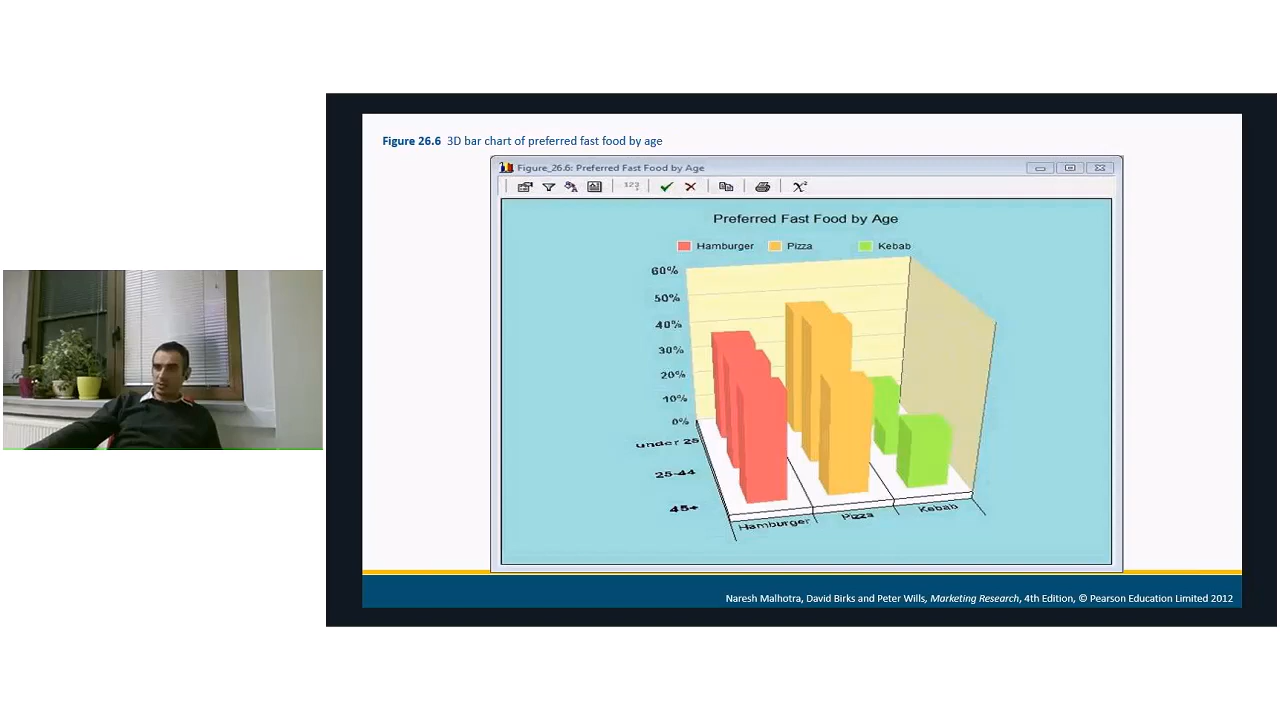 Figure 26.6 3D bar chart of preferred fast food by age
Figure_26.6: Preferred Fast Food by Age
123
X²
Preferred Fast Food by Age
Hamburger Pizza Kebab
60%
50%
40%
30%
20%
10%
0%
under 25
25-44
45+
Hamburger Pizza Kebab
Naresh Malhotra, David Birks and Peter Wills, Marketing Research, 4th Edition, © Pearson Education Limited 2012